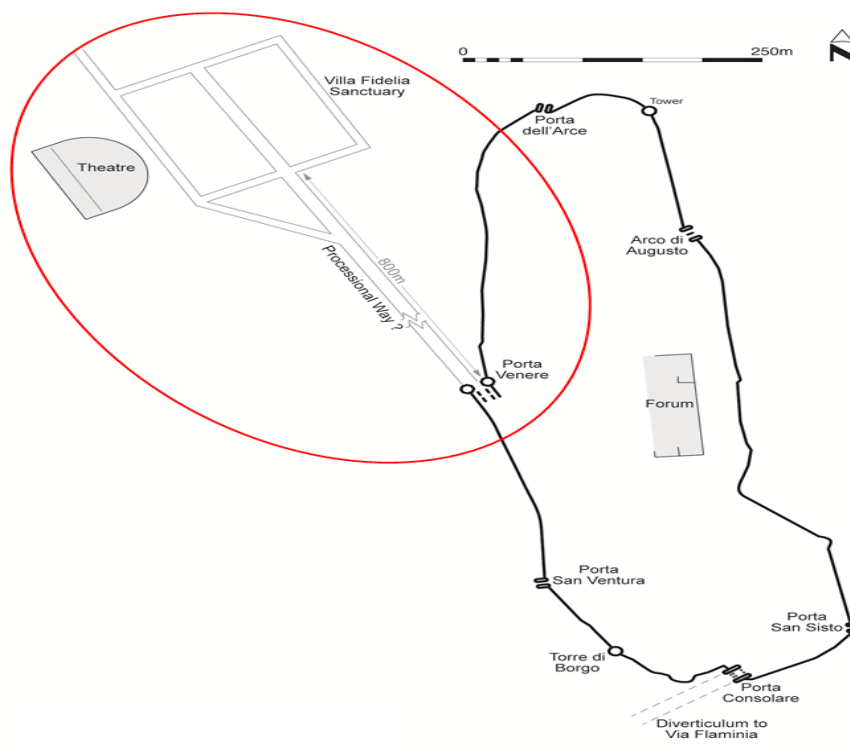 0
250m
N
Villa Fidelia
Sanctuary
Tower
Porta
dell'Arce
Theatre
Arco di
Augusto
800m
Processional Way ?
Porta
Venere
Forum
Porta
San Ventura
Porta
San Sisto
Torre di
Borgo
Porta
Consolare
Diverticulum to
Via Flaminia